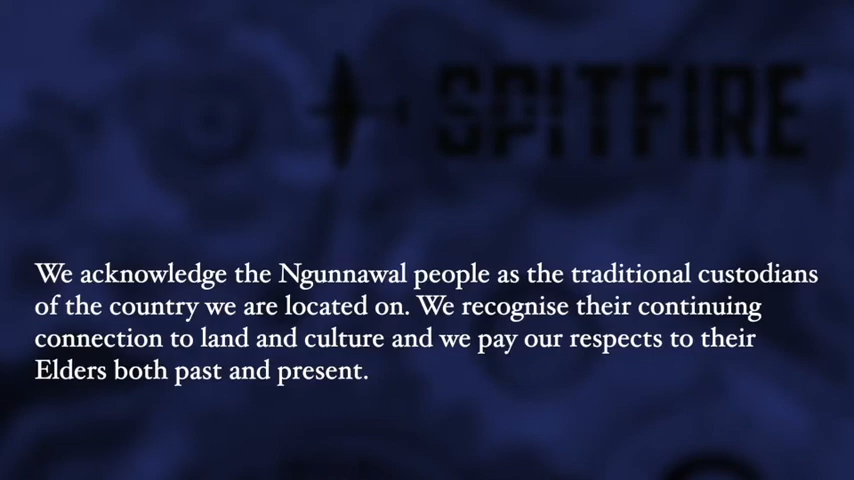 SPITFIRE
We acknowledge the Ngunnawal people as the traditional custodians
of the country we are located on. We recognise their continuing
connection to land and culture and we pay our respects to their
Elders both past and present.